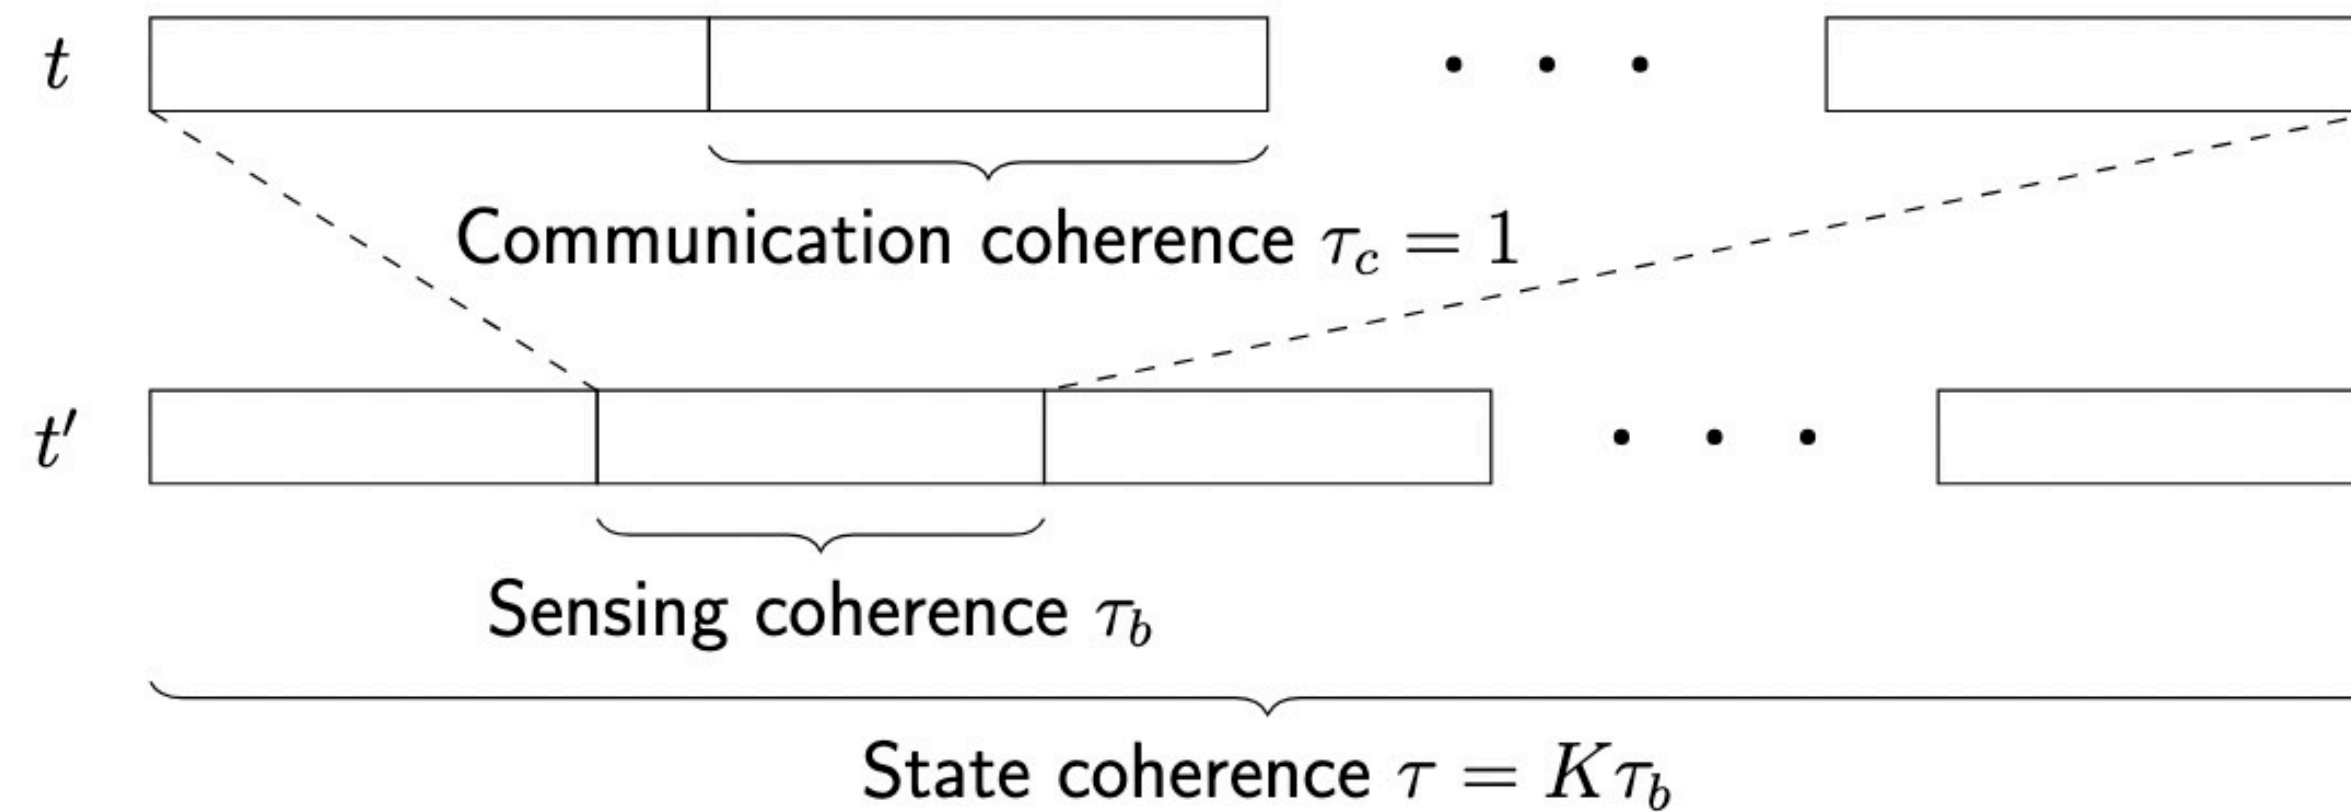 t
Communication coherence τ_c = 1
t′
Sensing coherence τ_b
State coherence τ = Kτ_b